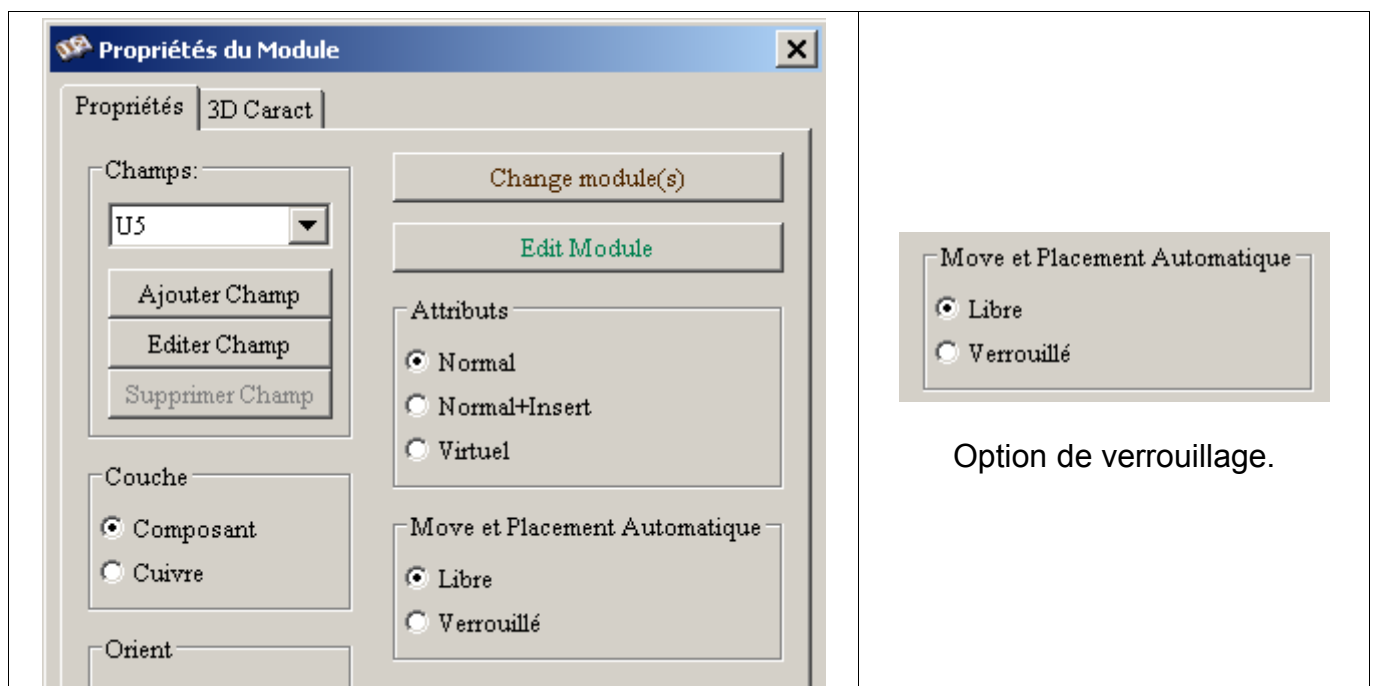 Propriétés du Module
Propriétés
3D Caract
Champs:
U5
Ajouter Champ
Editer Champ
Supprimer Champ
Couche
Composant
Cuivre
Orient
Change module(s)
Edit Module
Attributs
Normal
Normal+Insert
Virtuel
Move et Placement Automatique
Libre
Verrouillé
Move et Placement Automatique
Libre
Verrouillé
Option de verrouillage.